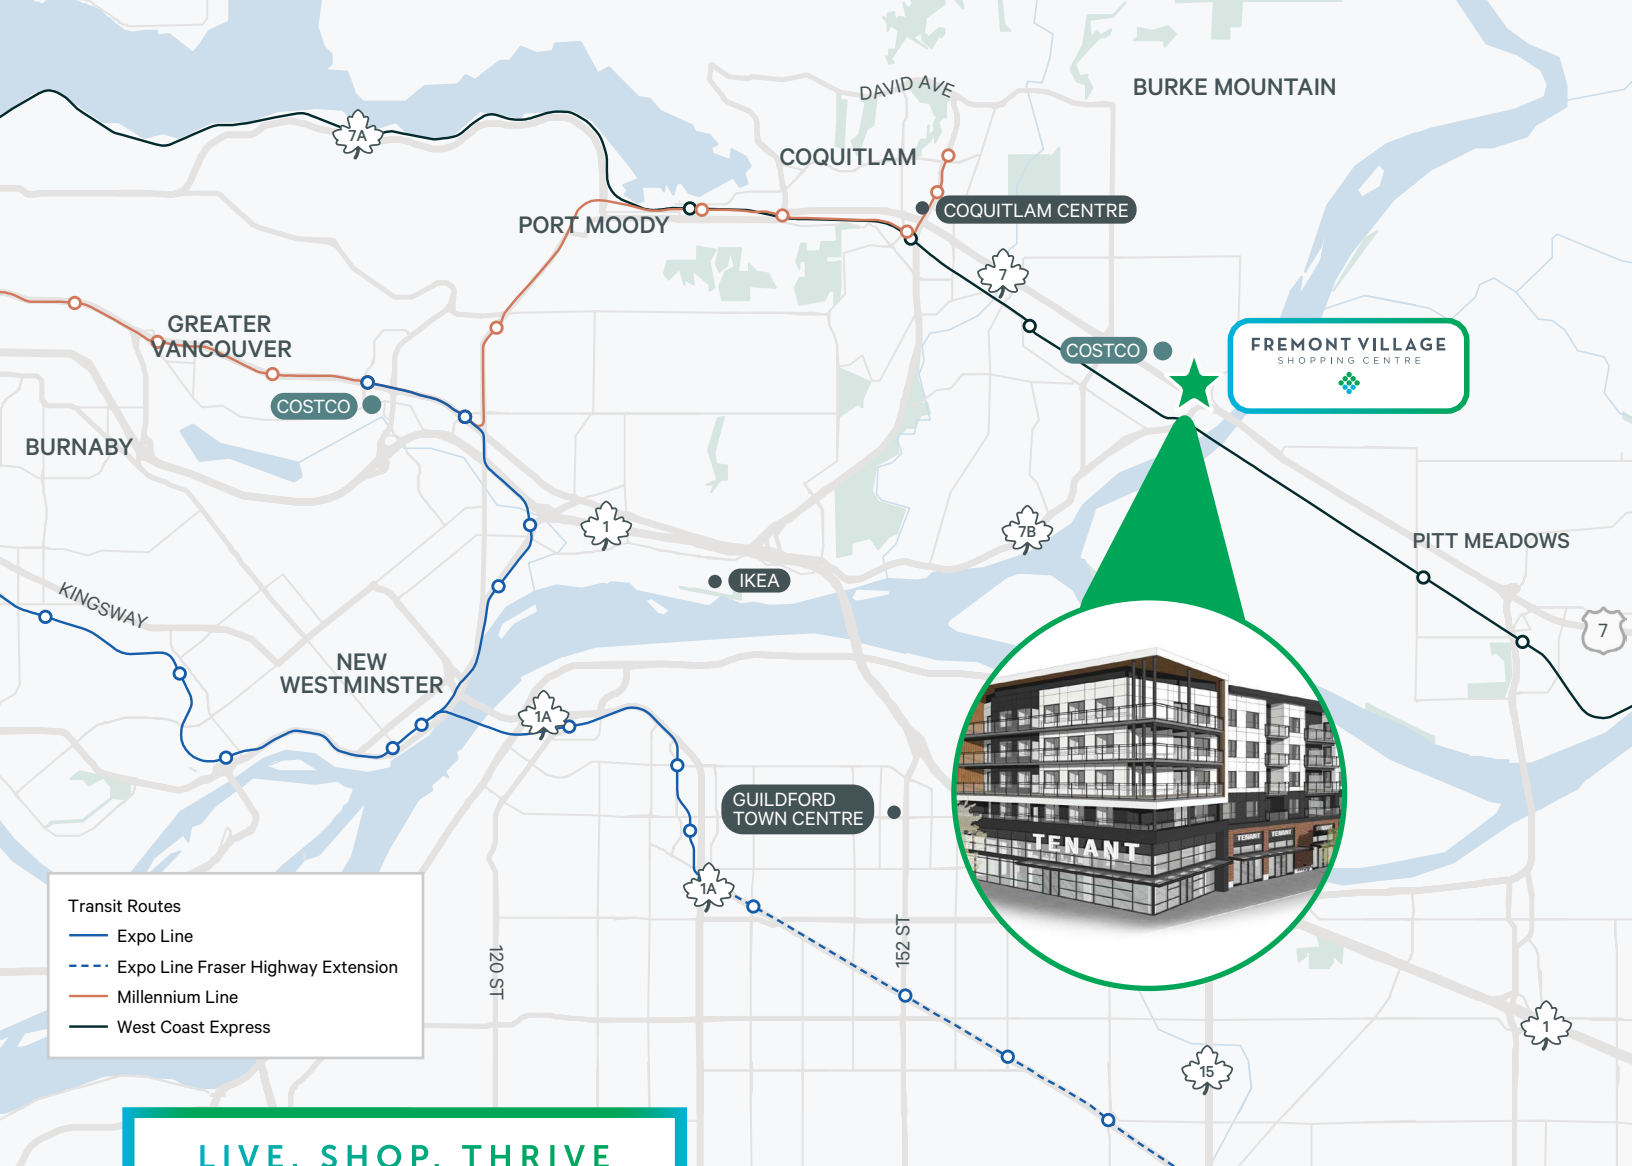 DAVID AVE
BURKE MOUNTAIN
7A
COQUITLAM
COQUITLAM CENTRE
PORT MOODY
7
GREATER
VANCOUVER
COSTCO
FREMONT VILLAGE
SHOPPING CENTRE
COSTCO
BURNABY
1
7B
PITT MEADOWS
IKEA
KINGSWAY
7
NEW
WESTMINSTER
1A
GUILDFORD
TOWN CENTRE
TENANT
TENANT
TENANT
1A
Transit Routes
Expo Line
Expo Line Fraser Highway Extension
Millennium Line
West Coast Express
120 ST
152 ST
1
15
LIVE. SHOP. THRIVE